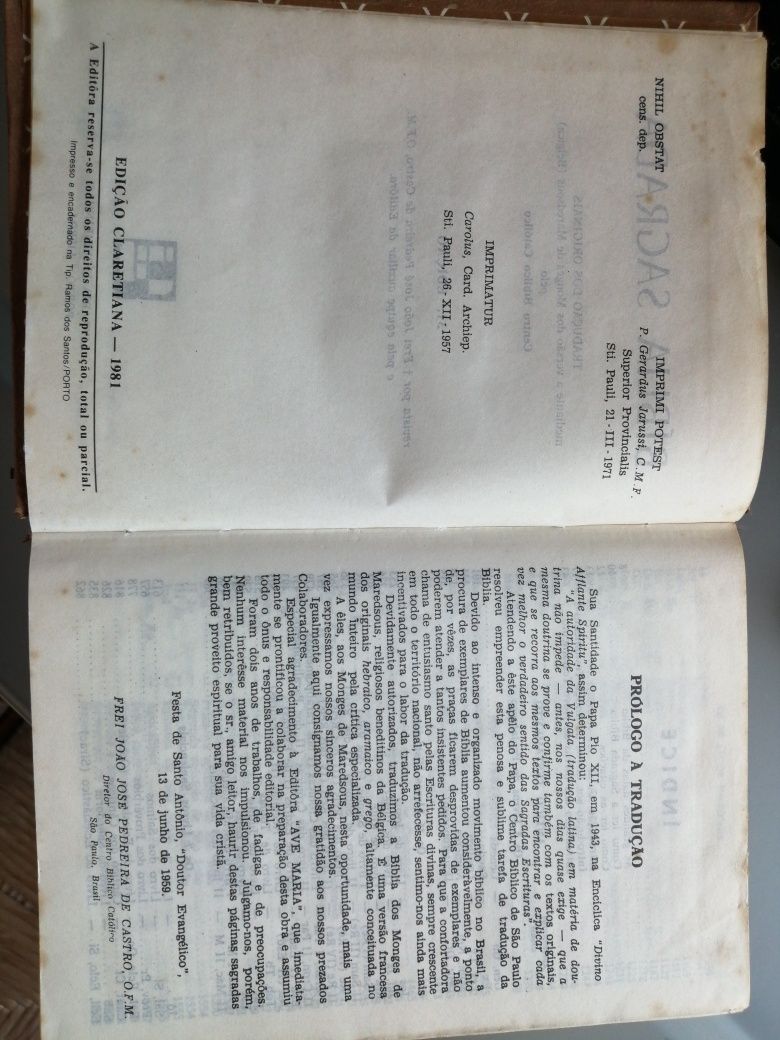 NIHIL OBSTAT
cens. dep.
IMPRIMI POTEST
P. Gerardus Jarussi, C.M.F.
Superior Provincialis
Sti. Pauli, 21 - III - 1971
IMPRIMATUR
Carolus, Card. Archiep.
Sti. Pauli, 26 - XII - 1957
EDIÇÃO CLARETIANA — 1981
A Editôra reserva-se todos os direitos de reprodução, total ou parcial.
Impresso e encadernado na Tip. Ramos dos Santos/PORTO
PRÓLOGO À TRADUÇÃO
Sua Santidade o Papa Pio XII, em 1943, na Encíclica "Divino
Afflante Spiritu", assim determinou:
"A autoridade da Vulgata (tradução latina) em matéria de dou-
trina não impede — antes, nos nossos dias quase exige — que a
mesma doutrina se prove e confirme também com os textos originais,
e que se recorra aos mesmos textos para encontrar e explicar cada
vez melhor o verdadeiro sentido das Sagradas Escrituras".
Atendendo a êste apêlo do Papa, o Centro Bíblico de São Paulo
resolveu empreender esta penosa e sublime tarefa de tradução da
Bíblia.
Devido ao intenso e organizado movimento bíblico no Brasil, a
procura de exemplares de Bíblia aumentou consideràvelmente, a ponto
de, por vêzes, as praças ficarem desprovidas de exemplares e não
poderem atender a tantos insistentes pedidos. Para que a confortadora
chama de entusiasmo santo pelas Escrituras divinas, sempre crescente
em todo o território nacional, não arrefecesse, sentimo-nos ainda mais
incentivados para o labor da tradução.
Devidamente autorizados, traduzimos a Bíblia dos Monges de
Maredsous, religiosos beneditinos da Bélgica. É uma versão francesa
dos originais hebraico, aramaico e grego, altamente conceituada no
mundo inteiro pela crítica especializada.
A êles, aos Monges de Maredsous, nesta oportunidade, mais uma
vez expressamos nossos sinceros agradecimentos.
Igualmente aqui consignamos nossa gratidão aos nossos prezados
Colaboradores.
Especial agradecimento à Editôra "AVE MARIA", que imediata-
mente se prontificou a colaborar na preparação desta obra e assumiu
todo o ônus e responsabilidade editorial.
Foram dois anos de trabalhos, de fadigas e de preocupações.
Nenhum interêsse material nos impulsionou. Julgamo-nos, porém,
bem retribuídos, se o sr., amigo leitor, haurir destas páginas sagradas
grande proveito espiritual para sua vida cristã.
Festa de Santo Antônio, "Doutor Evangélico",
13 de junho de 1959.
FREI JOÃO JOSÉ PEDREIRA DE CASTRO, O.F.M.
Diretor do Centro Bíblico Católico
São Paulo, Brasil